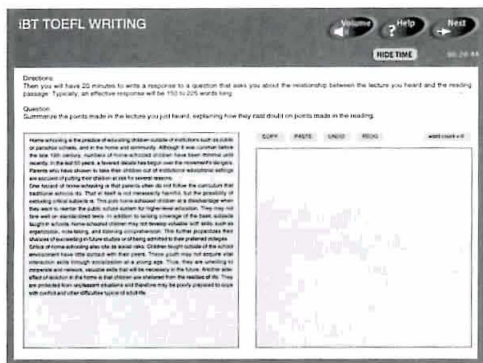 iBT TOEFL WRITING
Volume
Help
Next
HIDE TIME
Directions:
Then you will have 20 minutes to write a response to a question that asks you about the relationship between the lecture you heard and the reading
passage. Typically, an effective response will be 150 to 225 words long.
Question:
Summarize the points made in the lecture you just heard, explaining how they cast doubt on points made in the reading.
COPY PASTE UNDO REDO word count = 0
Home schooling is the practice of educating children outside of institutions such as public
or parochial schools, and in the home and community. Although it was common before
the late 19th century, numbers of home-schooled children have been minimal until
recently. In the last 50 years, a fevered debate has begun over the movement's dangers.
Parents who have chosen to take their children out of institutional educational settings
are accused of putting their children at risk for several reasons.
One hazard of home-schooling is that parents often do not follow the curriculum that
traditional schools do. That in itself is not necessarily harmful, but the possibility of
excluding critical subjects is. This puts home-schooled children at a disadvantage when
they want to reenter the public school system for higher-level education. They may not
fare well on standardized tests. In addition to lacking coverage of the basic subjects
taught in schools, home-schooled children may not develop valuable skills such as
organization, note-taking, and listening comprehension. This further jeopardizes their
chances of succeeding in future studies or of being admitted to their preferred colleges.
Critics of home-schooling also cite its social risks. Children taught outside of the school
environment have little contact with their peers. These youth may not acquire vital
interaction skills through socialization at a young age. Thus, they are unwilling to
cooperate and network, valuable skills that will be necessary in the future. Another side-
effect of isolation in the home is that children are sheltered from the realities of life. They
are protected from unpleasant situations and therefore may be poorly prepared to cope
with conflict and other difficulties typical of adult life.